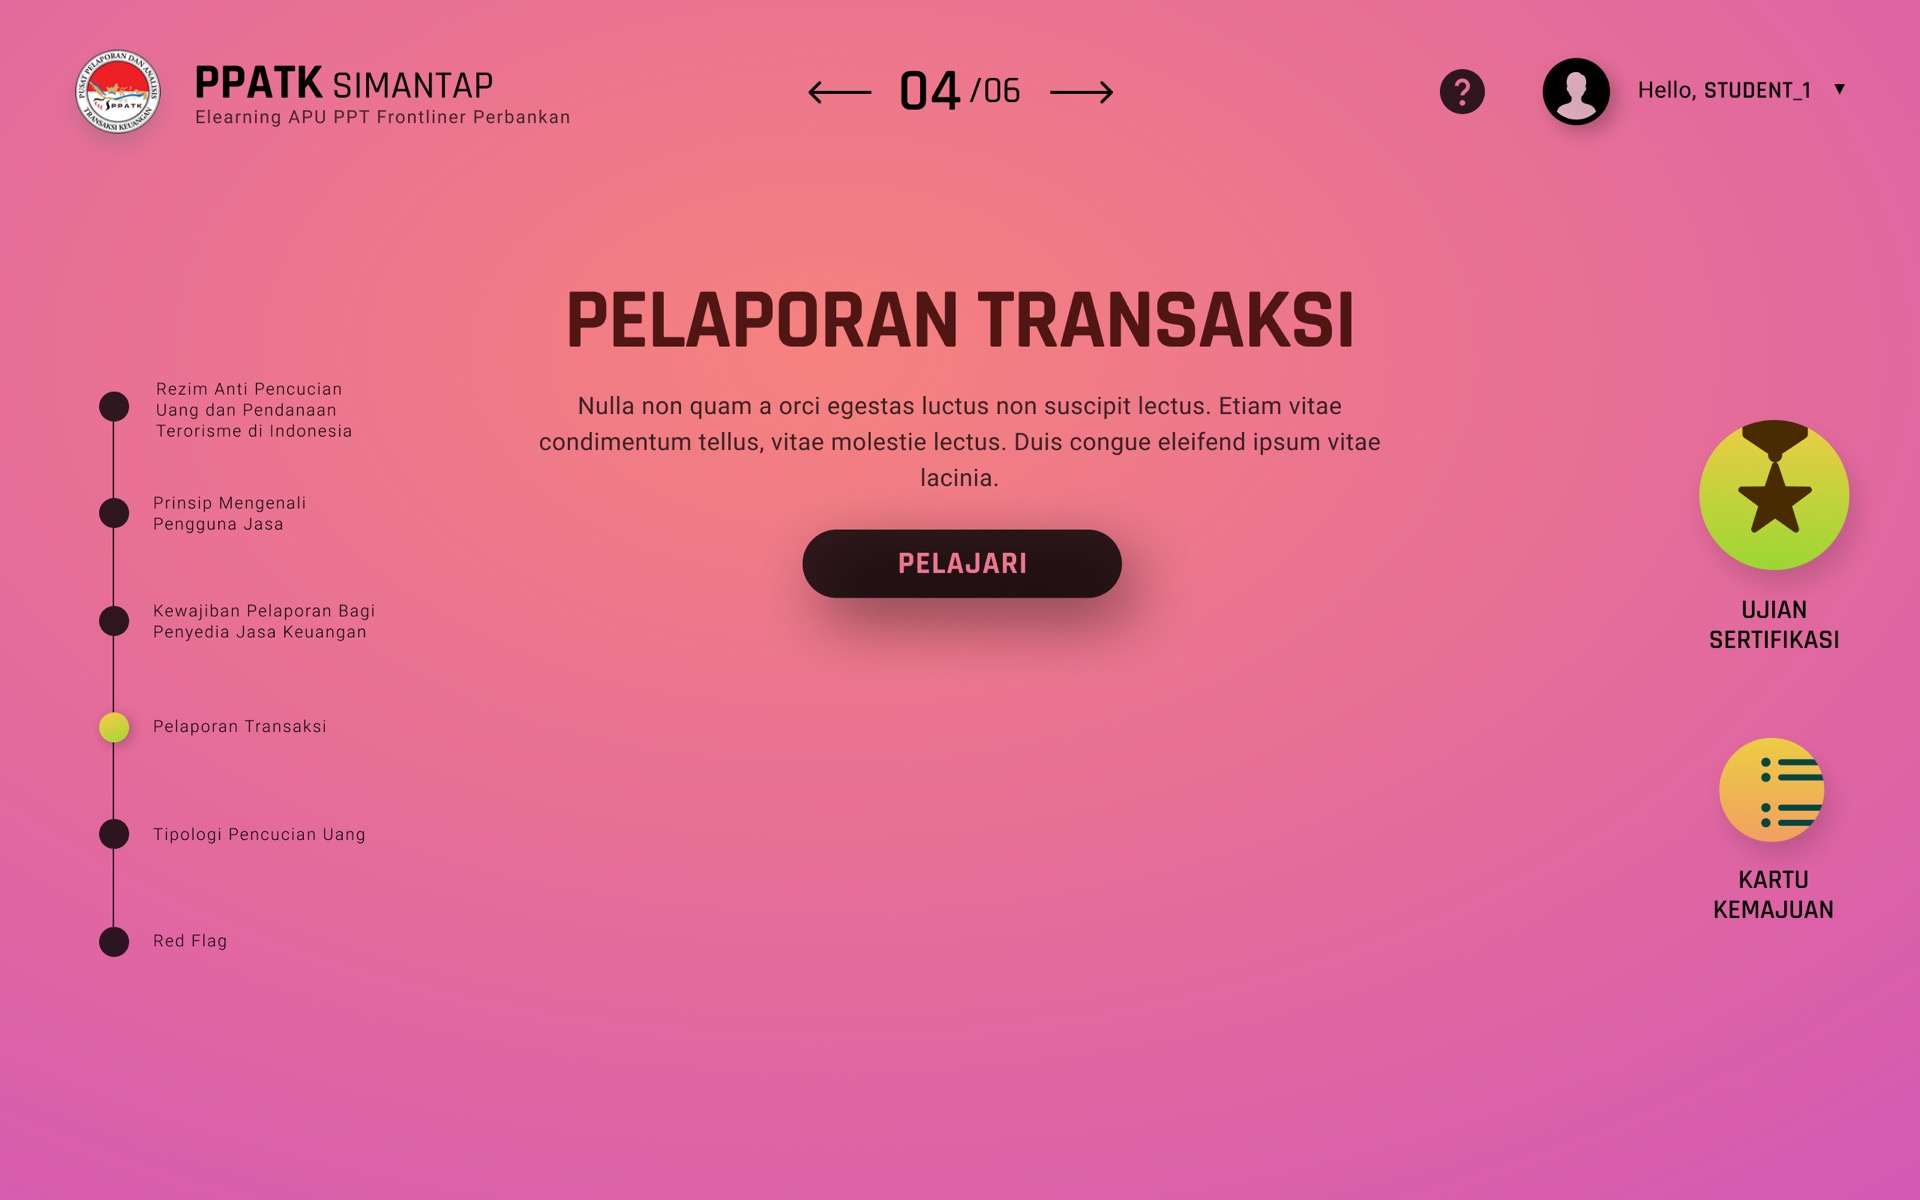 PUSAT PELAPORAN DAN ANALISIS
TRANSAKSI KEUANGAN
PPATK
PPATK SIMANTAP
Elearning APU PPT Frontliner Perbankan
04 /06
?
Hello, STUDENT_1
PELAPORAN TRANSAKSI
Nulla non quam a orci egestas luctus non suscipit lectus. Etiam vitae
condimentum tellus, vitae molestie lectus. Duis congue eleifend ipsum vitae
lacinia.
PELAJARI
Rezim Anti Pencucian
Uang dan Pendanaan
Terorisme di Indonesia
Prinsip Mengenali
Pengguna Jasa
Kewajiban Pelaporan Bagi
Penyedia Jasa Keuangan
Pelaporan Transaksi
Tipologi Pencucian Uang
Red Flag
UJIAN
SERTIFIKASI
KARTU
KEMAJUAN